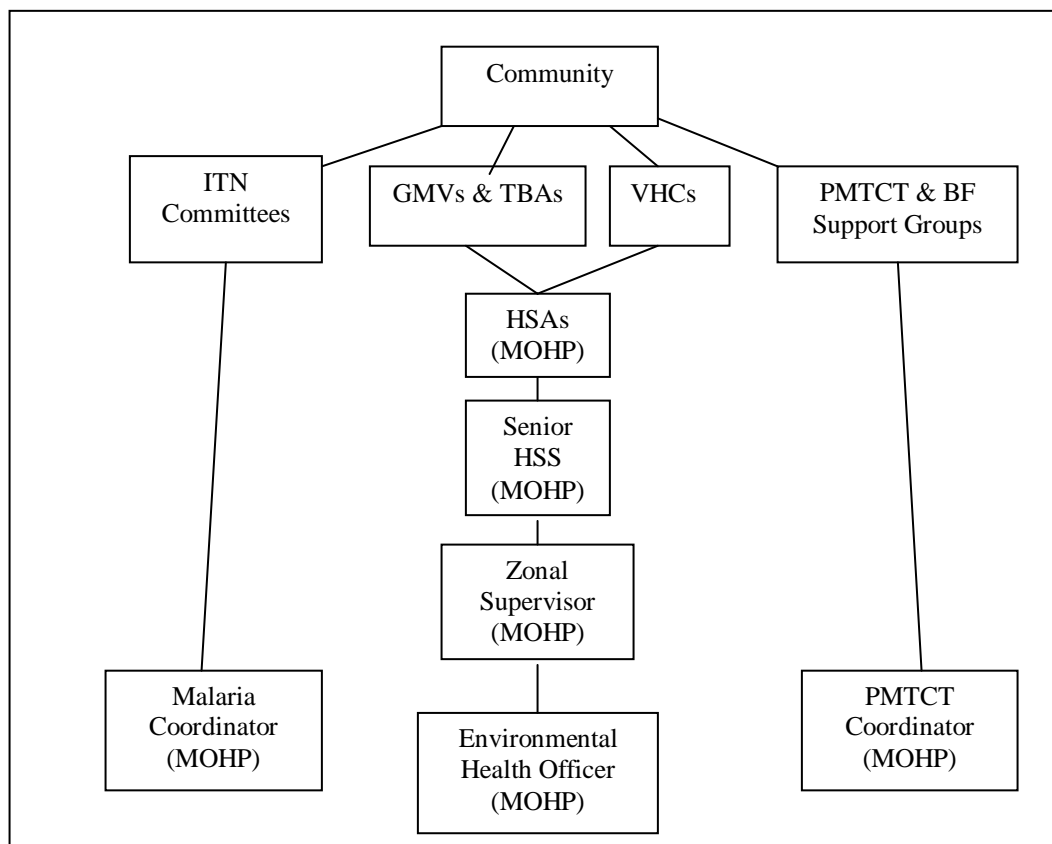 Community
ITN
Committees
GMVs & TBAs
VHCs
PMTCT & BF
Support Groups
HSAs
(MOHP)
Senior
HSS
(MOHP)
Zonal
Supervisor
(MOHP)
Malaria
Coordinator
(MOHP)
Environmental
Health Officer
(MOHP)
PMTCT
Coordinator
(MOHP)